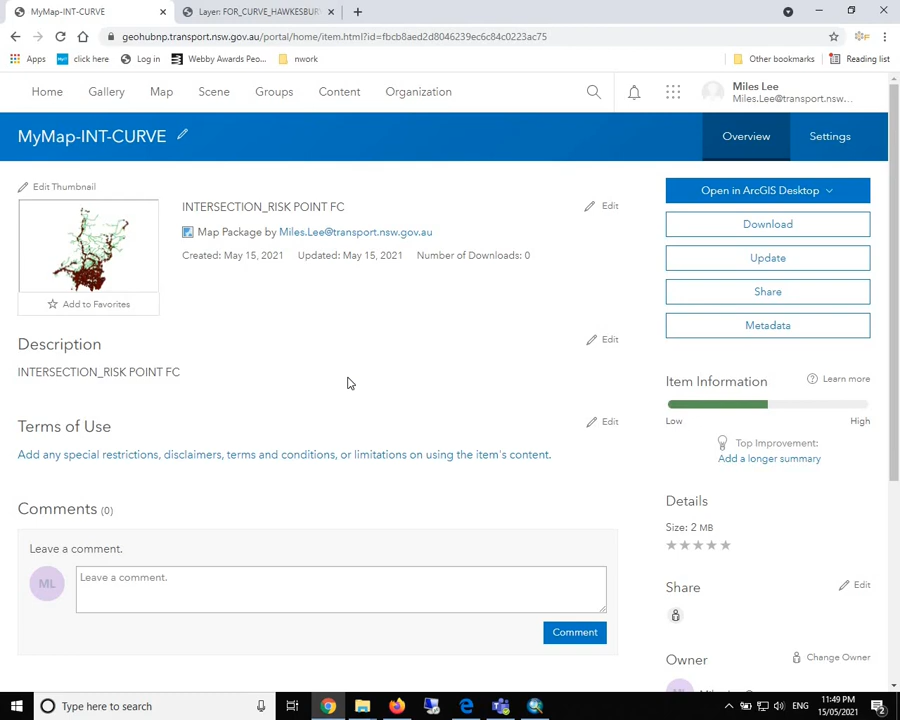 MyMap-INT-CURVE
Layer: FOR_CURVE_HAWKESBUR
geohubnp.transport.nsw.gov.au/portal/home/item.html?id=fbcb8aed2d8046239ec6c84c0223ac75
Apps click here Log in Webby Awards Peo... nwork Other bookmarks Reading list
Home Gallery Map Scene Groups Content Organization
Miles Lee
Miles.Lee@transport.nsw....
MyMap-INT-CURVE
Overview Settings
Edit Thumbnail
Add to Favorites
INTERSECTION_RISK POINT FC
Edit
Map Package by Miles.Lee@transport.nsw.gov.au
Created: May 15, 2021 Updated: May 15, 2021 Number of Downloads: 0
Open in ArcGIS Desktop
Download
Update
Share
Metadata
Description
Edit
INTERSECTION_RISK POINT FC
Item Information
Learn more
Low High
Top Improvement:
Add a longer summary
Terms of Use
Edit
Add any special restrictions, disclaimers, terms and conditions, or limitations on using the item's content.
Comments (0)
Leave a comment.
ML
Leave a comment.
Comment
Details
Size: 2 MB
Share
Edit
Owner
Change Owner
Type here to search
ENG
11:49 PM
15/05/2021
2